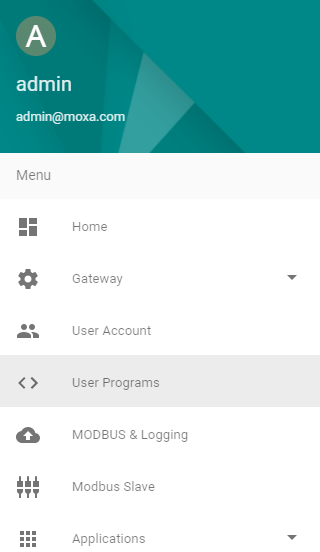 A
admin
admin@moxa.com
Menu
Home
Gateway
User Account
User Programs
MODBUS & Logging
Modbus Slave
Applications